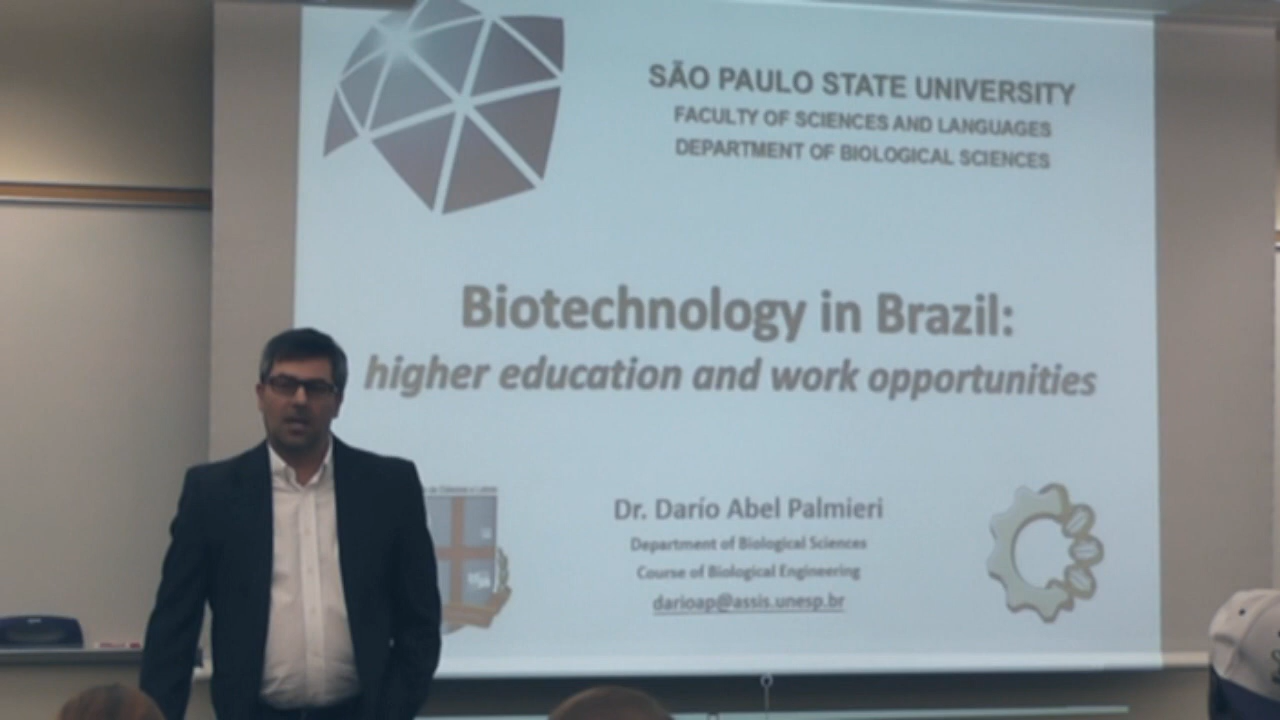 SÃO PAULO STATE UNIVERSITY
FACULTY OF SCIENCES AND LANGUAGES
DEPARTMENT OF BIOLOGICAL SCIENCES
Biotechnology in Brazil:
higher education and work opportunities
Dr. Darío Abel Palmieri
Department of Biological Sciences
Course of Biological Engineering
darioap@assis.unesp.br